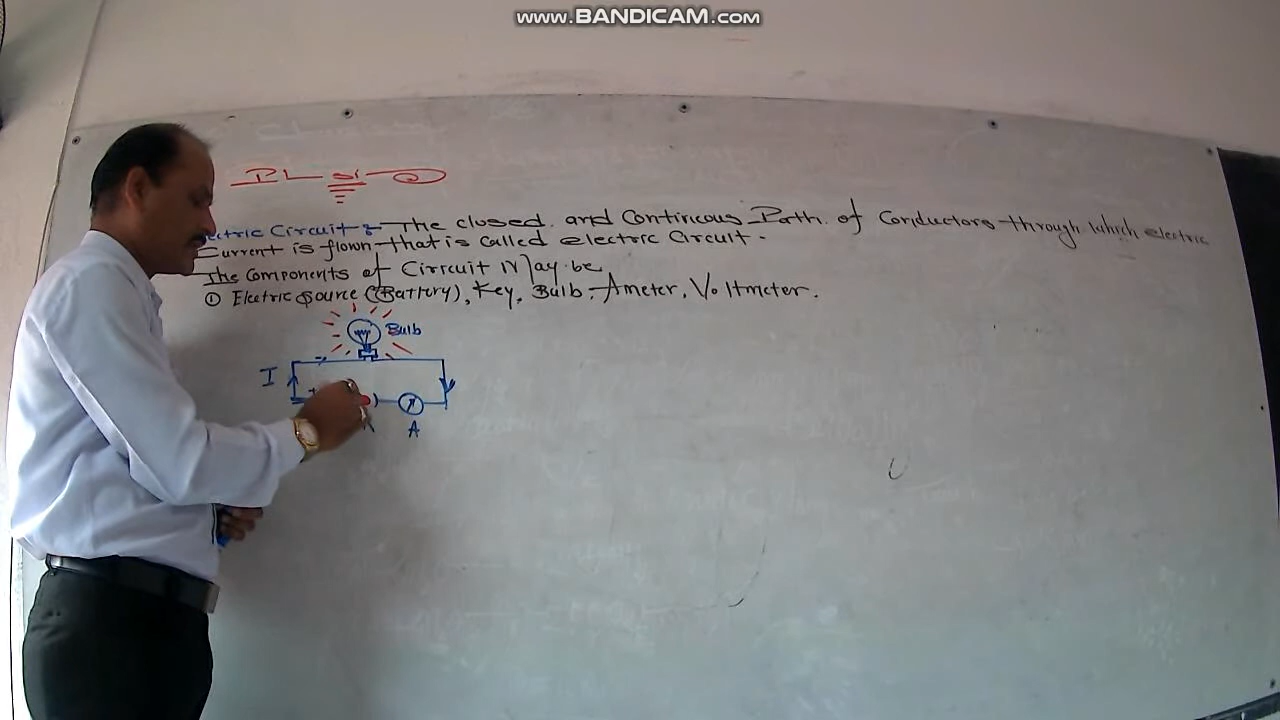 www.BANDICAM.com
ctric Circuit :- The closed and Continuous Path of Conductors through which electric
Current is flown that is called electric Circuit.
The Components of Cirrcuit May be
① Electric source (Battery), Key, Bulb, Ameter, Voltmeter.
Bulb
I
+
A